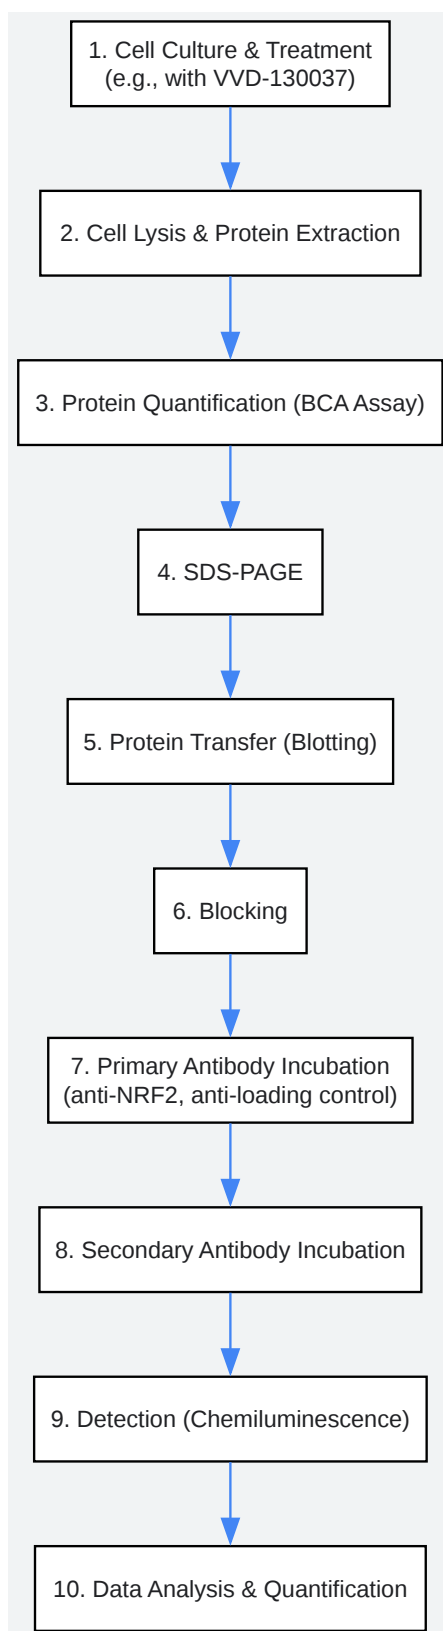 1. Cell Culture & Treatment
(e.g., with VVD-130037)
2. Cell Lysis & Protein Extraction
3. Protein Quantification (BCA Assay)
4. SDS-PAGE
5. Protein Transfer (Blotting)
6. Blocking
7. Primary Antibody Incubation
(anti-NRF2, anti-loading control)
8. Secondary Antibody Incubation
9. Detection (Chemiluminescence)
10. Data Analysis & Quantification